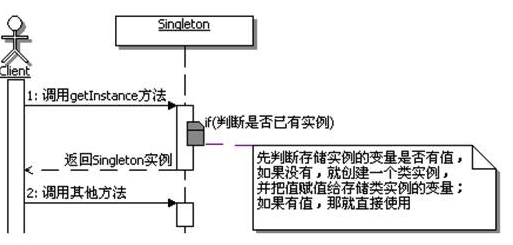 Singleton
Client
1: 调用getInstance方法
if(判断是否已有实例)
返回Singleton实例
先判断存储实例的变量是否有值，
如果没有，就创建一个类实例，
并把值赋值给存储类实例的变量；
如果有值，那就直接使用
2: 调用其他方法